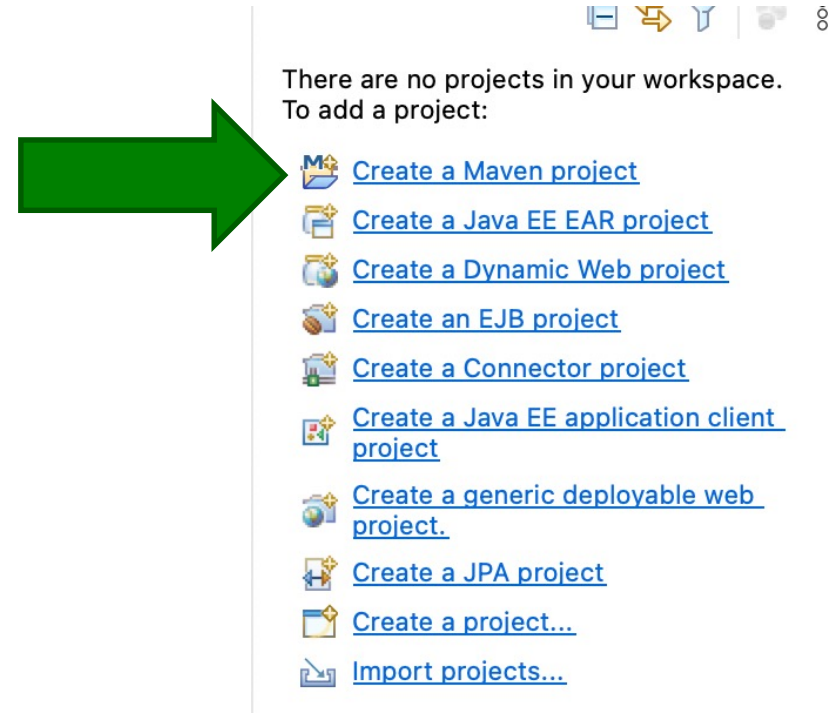 There are no projects in your workspace.
To add a project:
Create a Maven project
Create a Java EE EAR project
Create a Dynamic Web project
Create an EJB project
Create a Connector project
Create a Java EE application client
project
Create a generic deployable web
project.
Create a JPA project
Create a project...
Import projects...